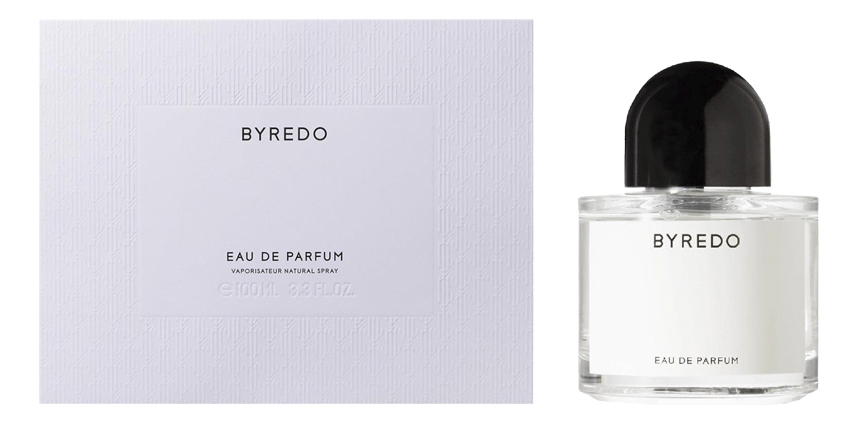 BYREDO
EAU DE PARFUM
VAPORISATEUR NATURAL SPRAY
℮100ML 3.3 FL.OZ.
BYREDO
EAU DE PARFUM